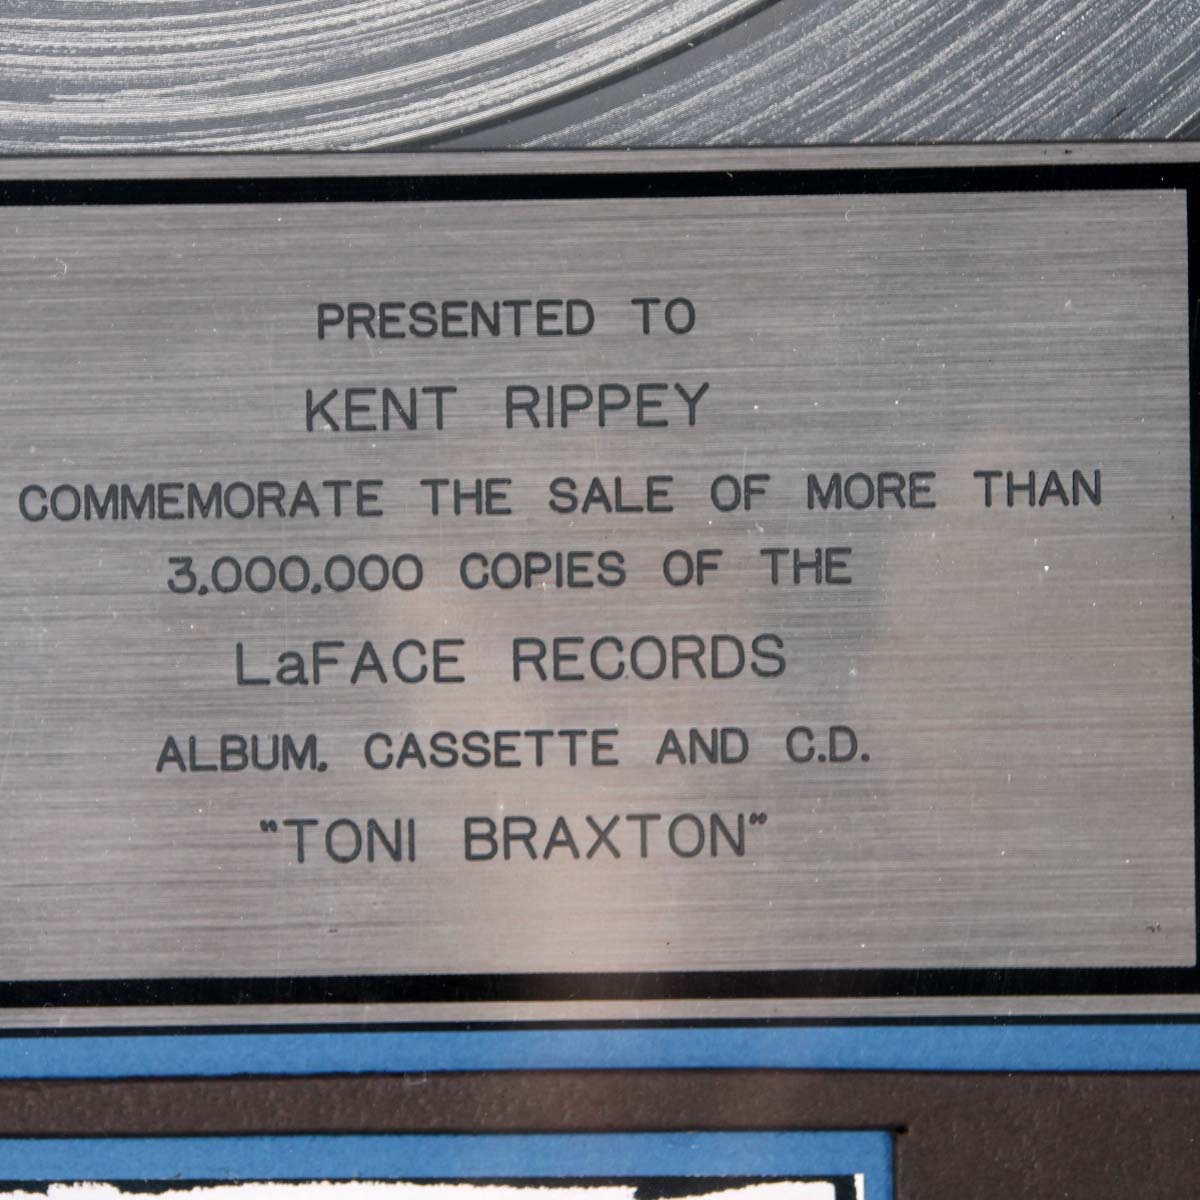 PRESENTED TO
KENT RIPPEY
COMMEMORATE THE SALE OF MORE THAN
3,000,000 COPIES OF THE
LaFACE RECORDS
ALBUM, CASSETTE AND C.D.
"TONI BRAXTON"